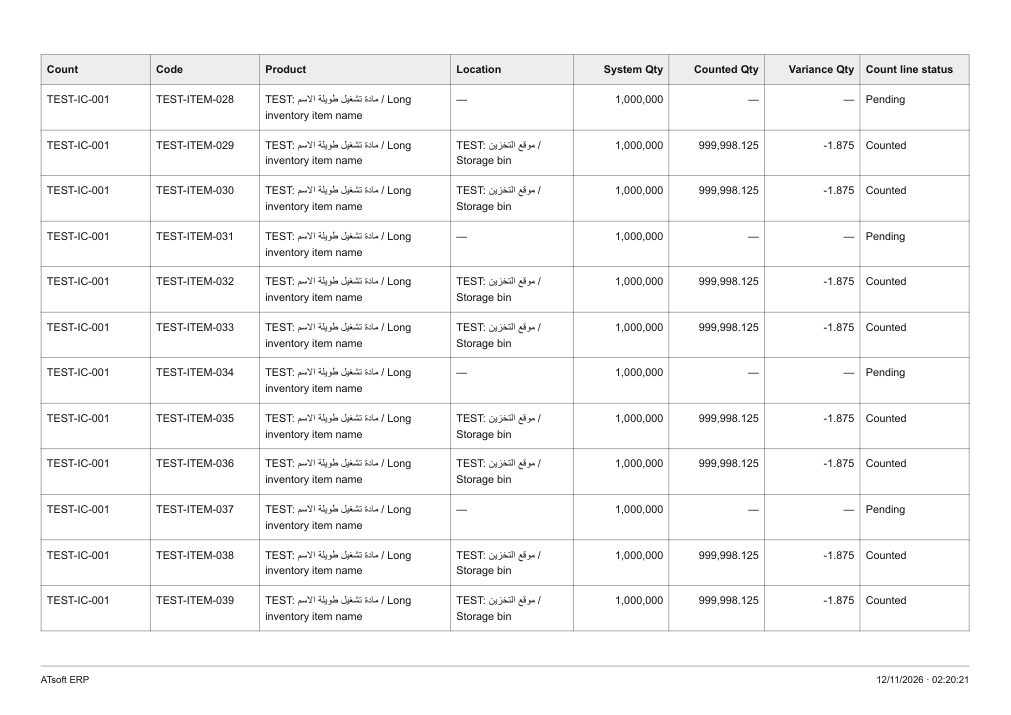 Count Code Product Location System Qty Counted Qty Variance Qty Count line status
TEST-IC-001 TEST-ITEM-028 TEST: مادة تشغيل طويلة الاسم / Long — 1,000,000 — — Pending
inventory item name
TEST-IC-001 TEST-ITEM-029 TEST: مادة تشغيل طويلة الاسم / Long TEST: موقع التخزين / 1,000,000 999,998.125 -1.875 Counted
inventory item name Storage bin
TEST-IC-001 TEST-ITEM-030 TEST: مادة تشغيل طويلة الاسم / Long TEST: موقع التخزين / 1,000,000 999,998.125 -1.875 Counted
inventory item name Storage bin
TEST-IC-001 TEST-ITEM-031 TEST: مادة تشغيل طويلة الاسم / Long — 1,000,000 — — Pending
inventory item name
TEST-IC-001 TEST-ITEM-032 TEST: مادة تشغيل طويلة الاسم / Long TEST: موقع التخزين / 1,000,000 999,998.125 -1.875 Counted
inventory item name Storage bin
TEST-IC-001 TEST-ITEM-033 TEST: مادة تشغيل طويلة الاسم / Long TEST: موقع التخزين / 1,000,000 999,998.125 -1.875 Counted
inventory item name Storage bin
TEST-IC-001 TEST-ITEM-034 TEST: مادة تشغيل طويلة الاسم / Long — 1,000,000 — — Pending
inventory item name
TEST-IC-001 TEST-ITEM-035 TEST: مادة تشغيل طويلة الاسم / Long TEST: موقع التخزين / 1,000,000 999,998.125 -1.875 Counted
inventory item name Storage bin
TEST-IC-001 TEST-ITEM-036 TEST: مادة تشغيل طويلة الاسم / Long TEST: موقع التخزين / 1,000,000 999,998.125 -1.875 Counted
inventory item name Storage bin
TEST-IC-001 TEST-ITEM-037 TEST: مادة تشغيل طويلة الاسم / Long — 1,000,000 — — Pending
inventory item name
TEST-IC-001 TEST-ITEM-038 TEST: مادة تشغيل طويلة الاسم / Long TEST: موقع التخزين / 1,000,000 999,998.125 -1.875 Counted
inventory item name Storage bin
TEST-IC-001 TEST-ITEM-039 TEST: مادة تشغيل طويلة الاسم / Long TEST: موقع التخزين / 1,000,000 999,998.125 -1.875 Counted
inventory item name Storage bin
ATsoft ERP 12/11/2026 · 02:20:21